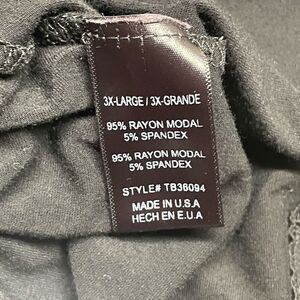 3X-LARGE / 3X-GRANDE
95% RAYON MODAL
5% SPANDEX
95% RAYON MODAL
5% SPANDEX
STYLE# TB36094
MADE IN U.S.A
HECH EN E.U.A